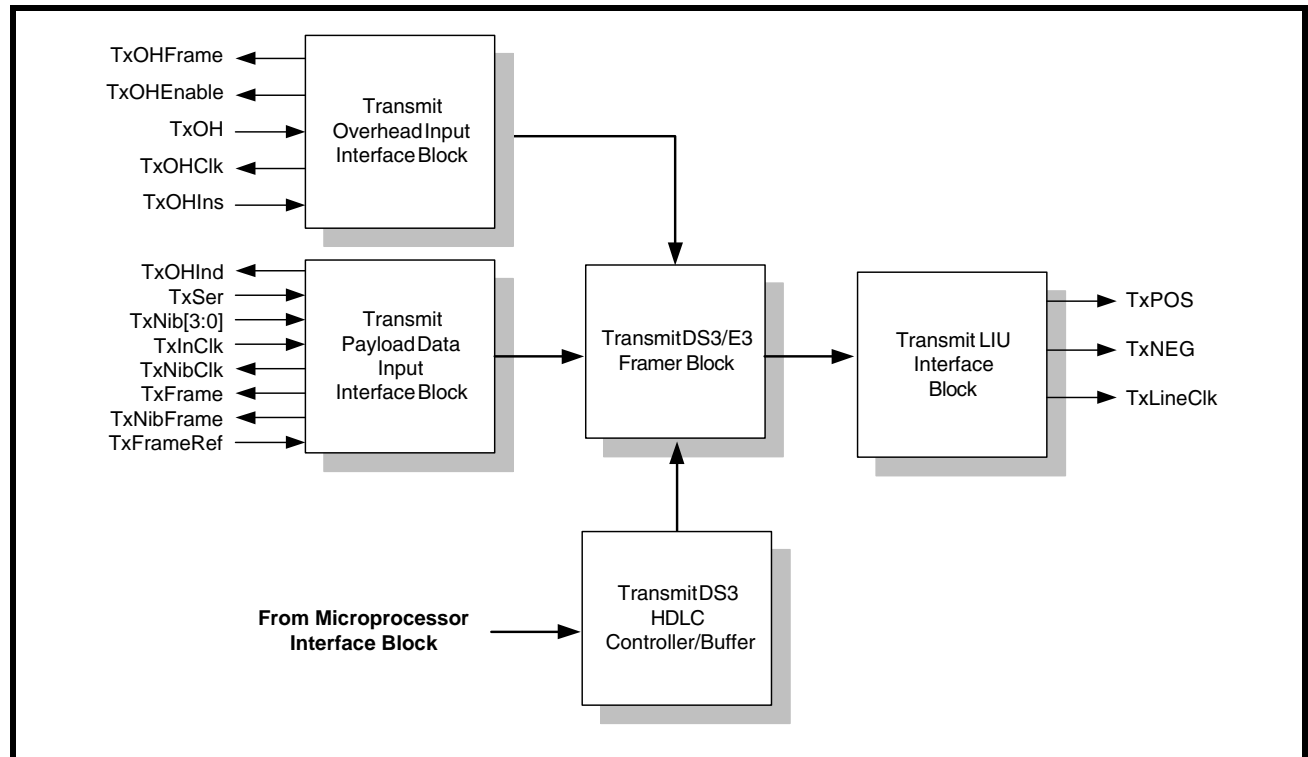 TxOHFrame
TxOHEnable
TxOH
TxOHClk
TxOHIns
Transmit
Overhead Input
Interface Block
TxOHInd
TxSer
TxNib[3:0]
TxInClk
TxNibClk
TxFrame
TxNibFrame
TxFrameRef
Transmit
Payload Data
Input
Interface Block
Transmit DS3/E3
Framer Block
Transmit LIU
Interface
Block
TxPOS
TxNEG
TxLineClk
From Microprocessor
Interface Block
Transmit DS3
HDLC
Controller/Buffer